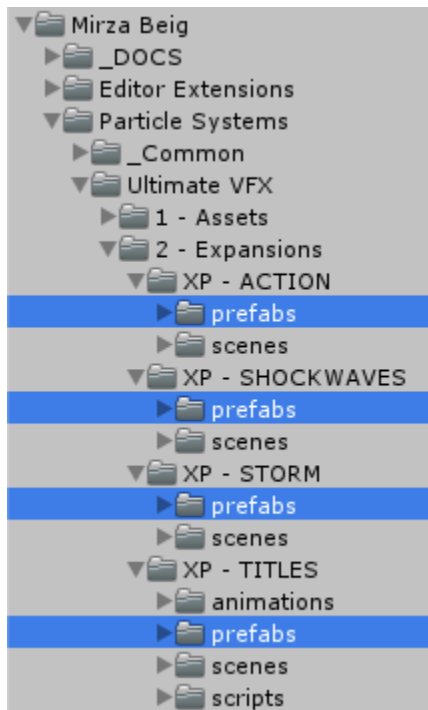 Mirza Beig
_DOCS
Editor Extensions
Particle Systems
_Common
Ultimate VFX
1 - Assets
2 - Expansions
XP - ACTION
prefabs
scenes
XP - SHOCKWAVES
prefabs
scenes
XP - STORM
prefabs
scenes
XP - TITLES
animations
prefabs
scenes
scripts